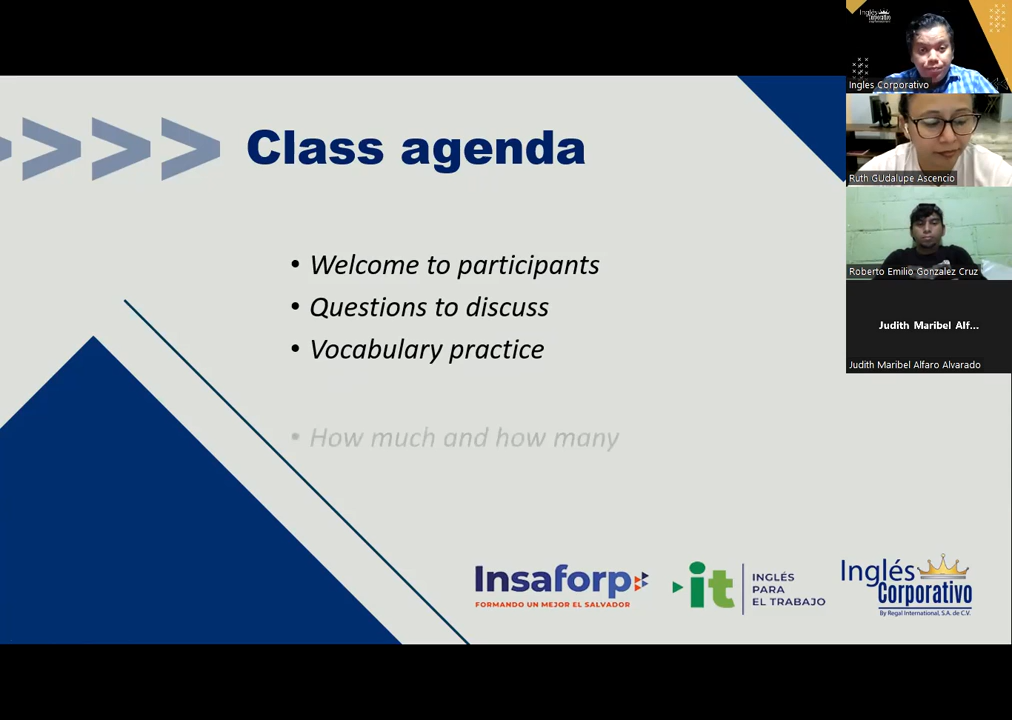 Class agenda
• Welcome to participants
• Questions to discuss
• Vocabulary practice
• How much and how many
Insaforp
FORMANDO UN MEJOR EL SALVADOR
it
INGLÉS
PARA
EL TRABAJO
Inglés
Corporativo
By Regal International, S.A. de C.V.
Inglés
Corporativo
Ingles Corporativo
Ruth GUdalupe Ascencio
Roberto Emilio Gonzalez Cruz
Judith Maribel Alf...
Judith Maribel Alfaro Alvarado